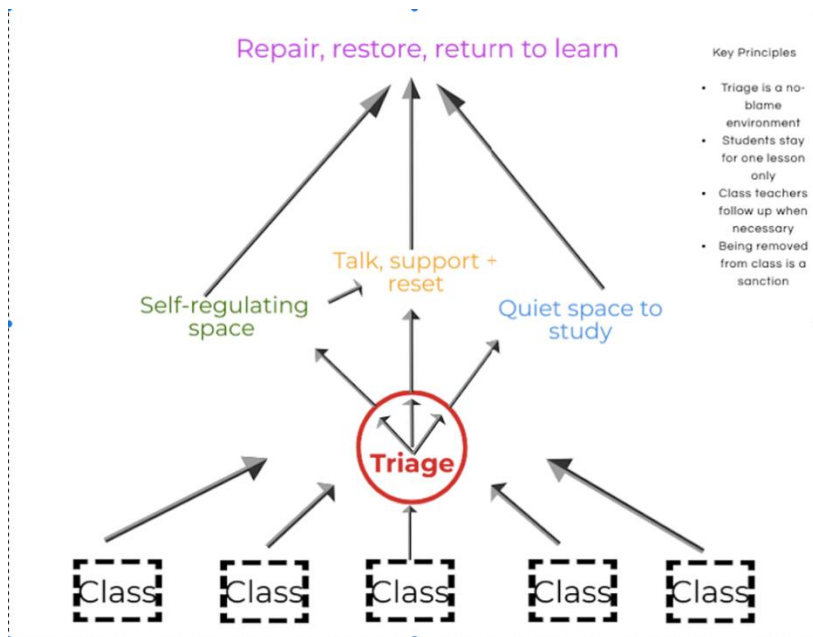 Repair, restore, return to learn
Key Principles
• Triage is a no-
blame
environment
• Students stay
for one lesson
only
• Class teachers
follow up when
necessary
• Being removed
from class is a
sanction
Talk, support +
reset
Self-regulating
space
Quiet space to
study
Triage
Class
Class
Class
Class
Class